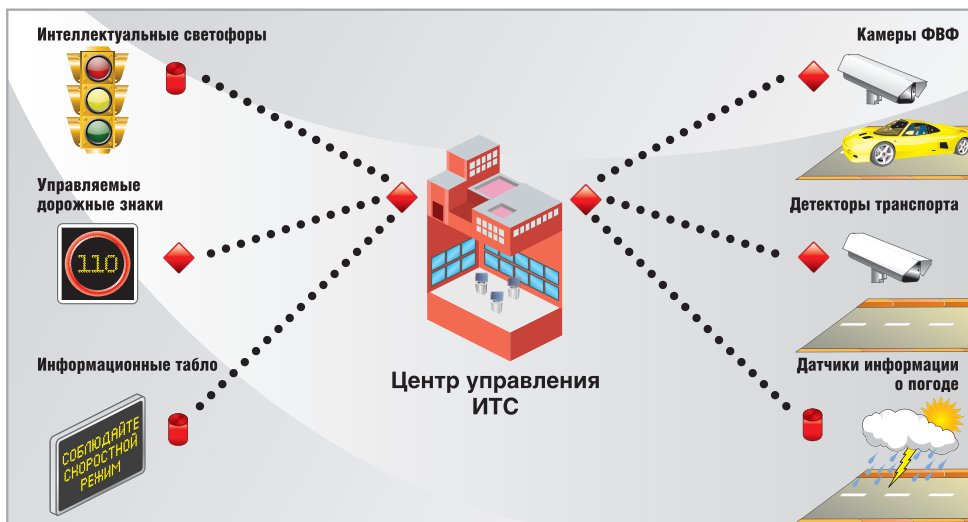 Интеллектуальные светофоры
Управляемые
дорожные знаки
110
Информационные табло
СОБЛЮДАЙТЕ
СКОРОСТНОЙ
РЕЖИМ
Центр управления
ИТС
Камеры ФВФ
Детекторы транспорта
Датчики информации
о погоде